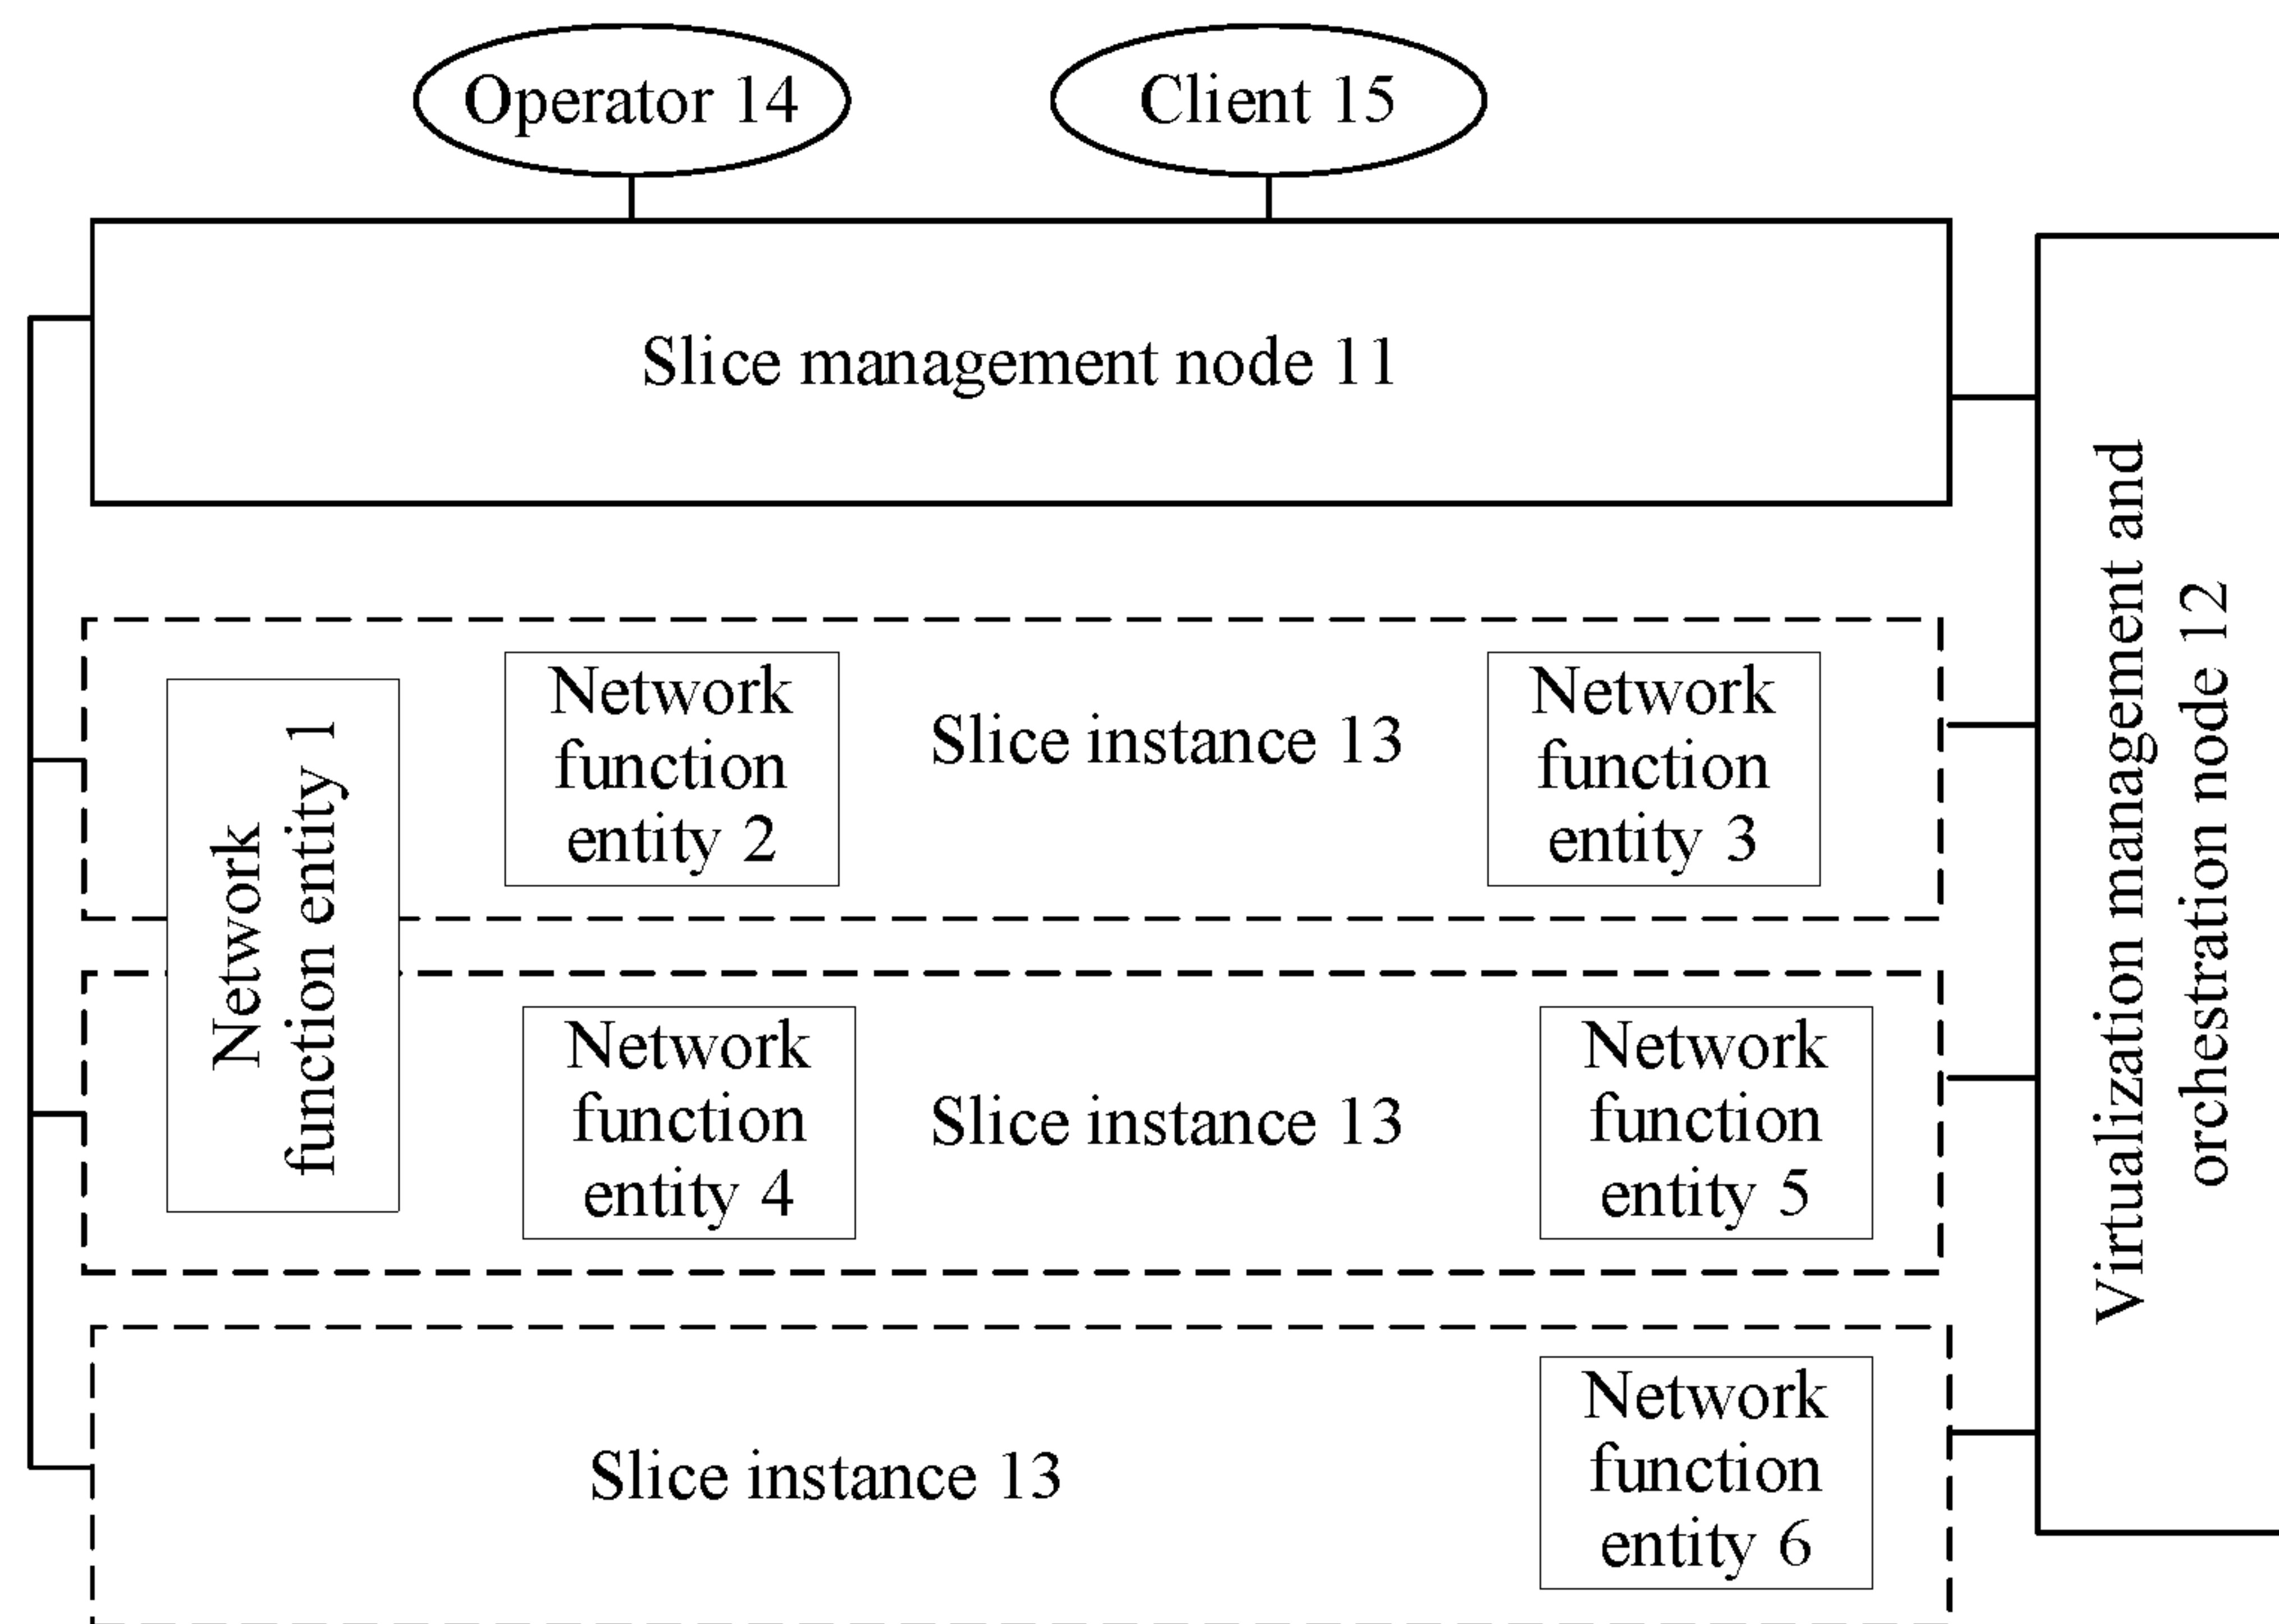 Operator 14
Client 15
Slice management node 11
Virtualization management and
orchestration node 12
Network
function entity 1
Network
function
entity 2
Slice instance 13
Network
function
entity 3
Network
function
entity 4
Slice instance 13
Network
function
entity 5
Slice instance 13
Network
function
entity 6